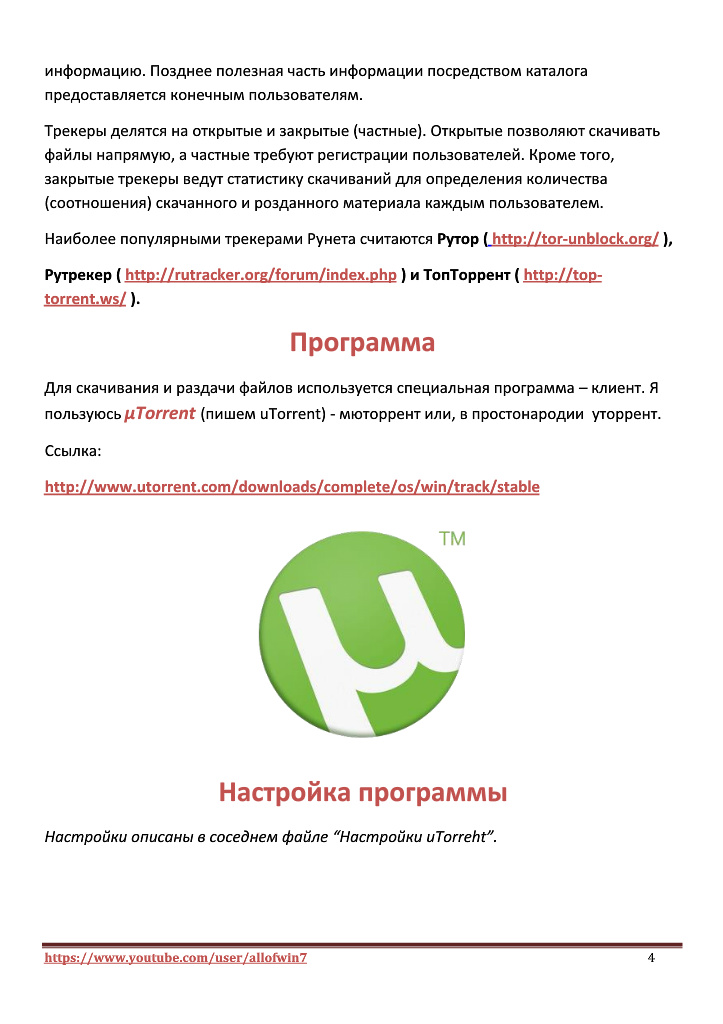 информацию. Позднее полезная часть информации посредством каталога
предоставляется конечным пользователям.
Трекеры делятся на открытые и закрытые (частные). Открытые позволяют скачивать
файлы напрямую, а частные требуют регистрации пользователей. Кроме того,
закрытые трекеры ведут статистику скачиваний для определения количества
(соотношения) скачанного и розданного материала каждым пользователем.
Наиболее популярными трекерами Рунета считаются Рутор ( http://tor-unblock.org/ ),
Рутрекер ( http://rutracker.org/forum/index.php ) и ТопТоррент ( http://top-
torrent.ws/ ).
Программа
Для скачивания и раздачи файлов используется специальная программа – клиент. Я
пользуюсь µTorrent (пишем uTorrent) - мюторрент или, в простонародии уторрент.
Ссылка:
http://www.utorrent.com/downloads/complete/os/win/track/stable
TM
µ
Настройка программы
Настройки описаны в соседнем файле “Настройки uTorreht”.
https://www.youtube.com/user/allofwin7 4